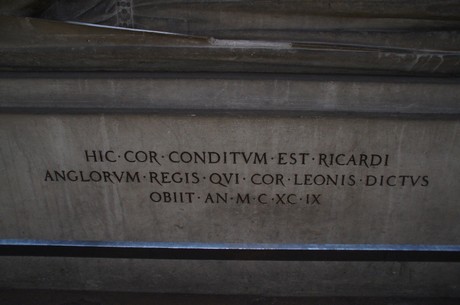 HIC·COR·CONDITVM·EST·RICARDI
ANGLORVM·REGIS·QVI·COR·LEONIS·DICTVS
OBIIT·AN·M·C·XC·IX